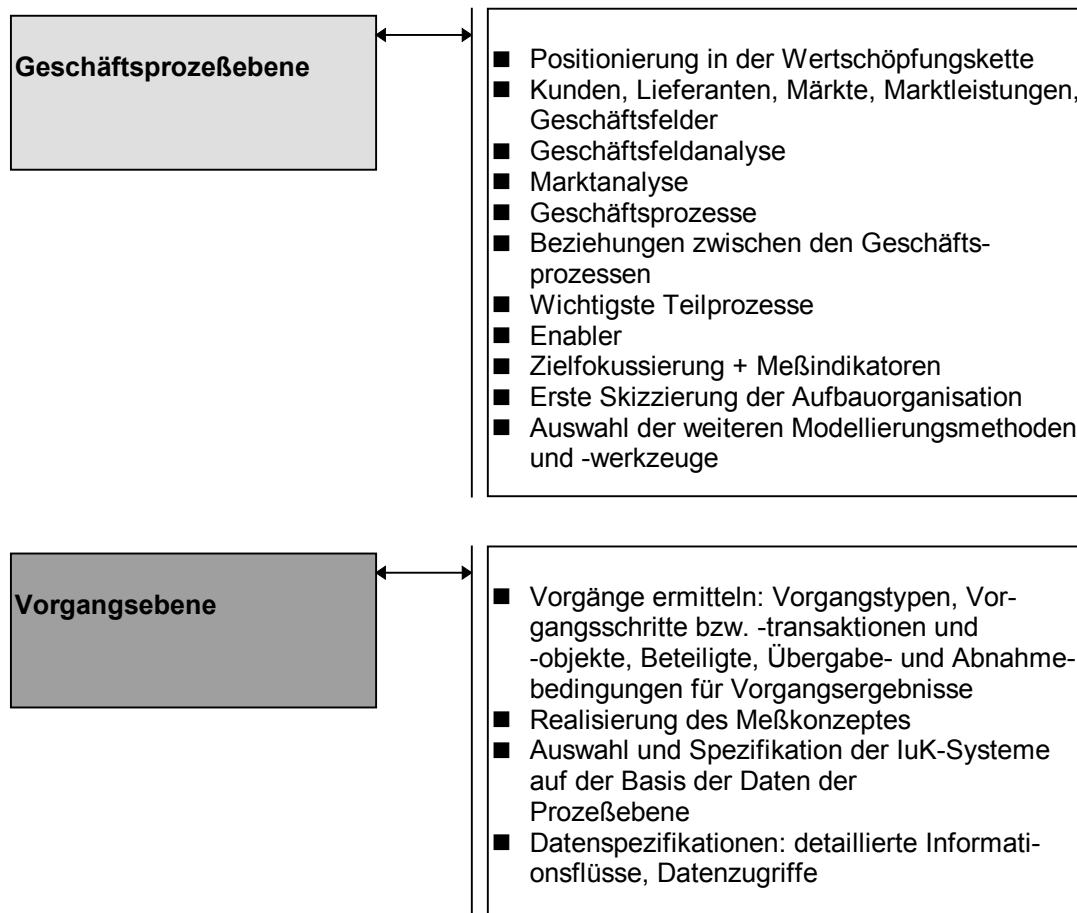 Geschäftsprozeßebene
■ Positionierung in der Wertschöpfungskette
■ Kunden, Lieferanten, Märkte, Marktleistungen,
Geschäftsfelder
■ Geschäftsfeldanalyse
■ Marktanalyse
■ Geschäftsprozesse
■ Beziehungen zwischen den Geschäfts-
prozessen
■ Wichtigste Teilprozesse
■ Enabler
■ Zielfokussierung + Meßindikatoren
■ Erste Skizzierung der Aufbauorganisation
■ Auswahl der weiteren Modellierungsmethoden
und -werkzeuge
Vorgangsebene
■ Vorgänge ermitteln: Vorgangstypen, Vor-
gangsschritte bzw. -transaktionen und
-objekte, Beteiligte, Übergabe- und Abnahme-
bedingungen für Vorgangsergebnisse
■ Realisierung des Meßkonzeptes
■ Auswahl und Spezifikation der IuK-Systeme
auf der Basis der Daten der
Prozeßebene
■ Datenspezifikationen: detaillierte Informati-
onsflüsse, Datenzugriffe